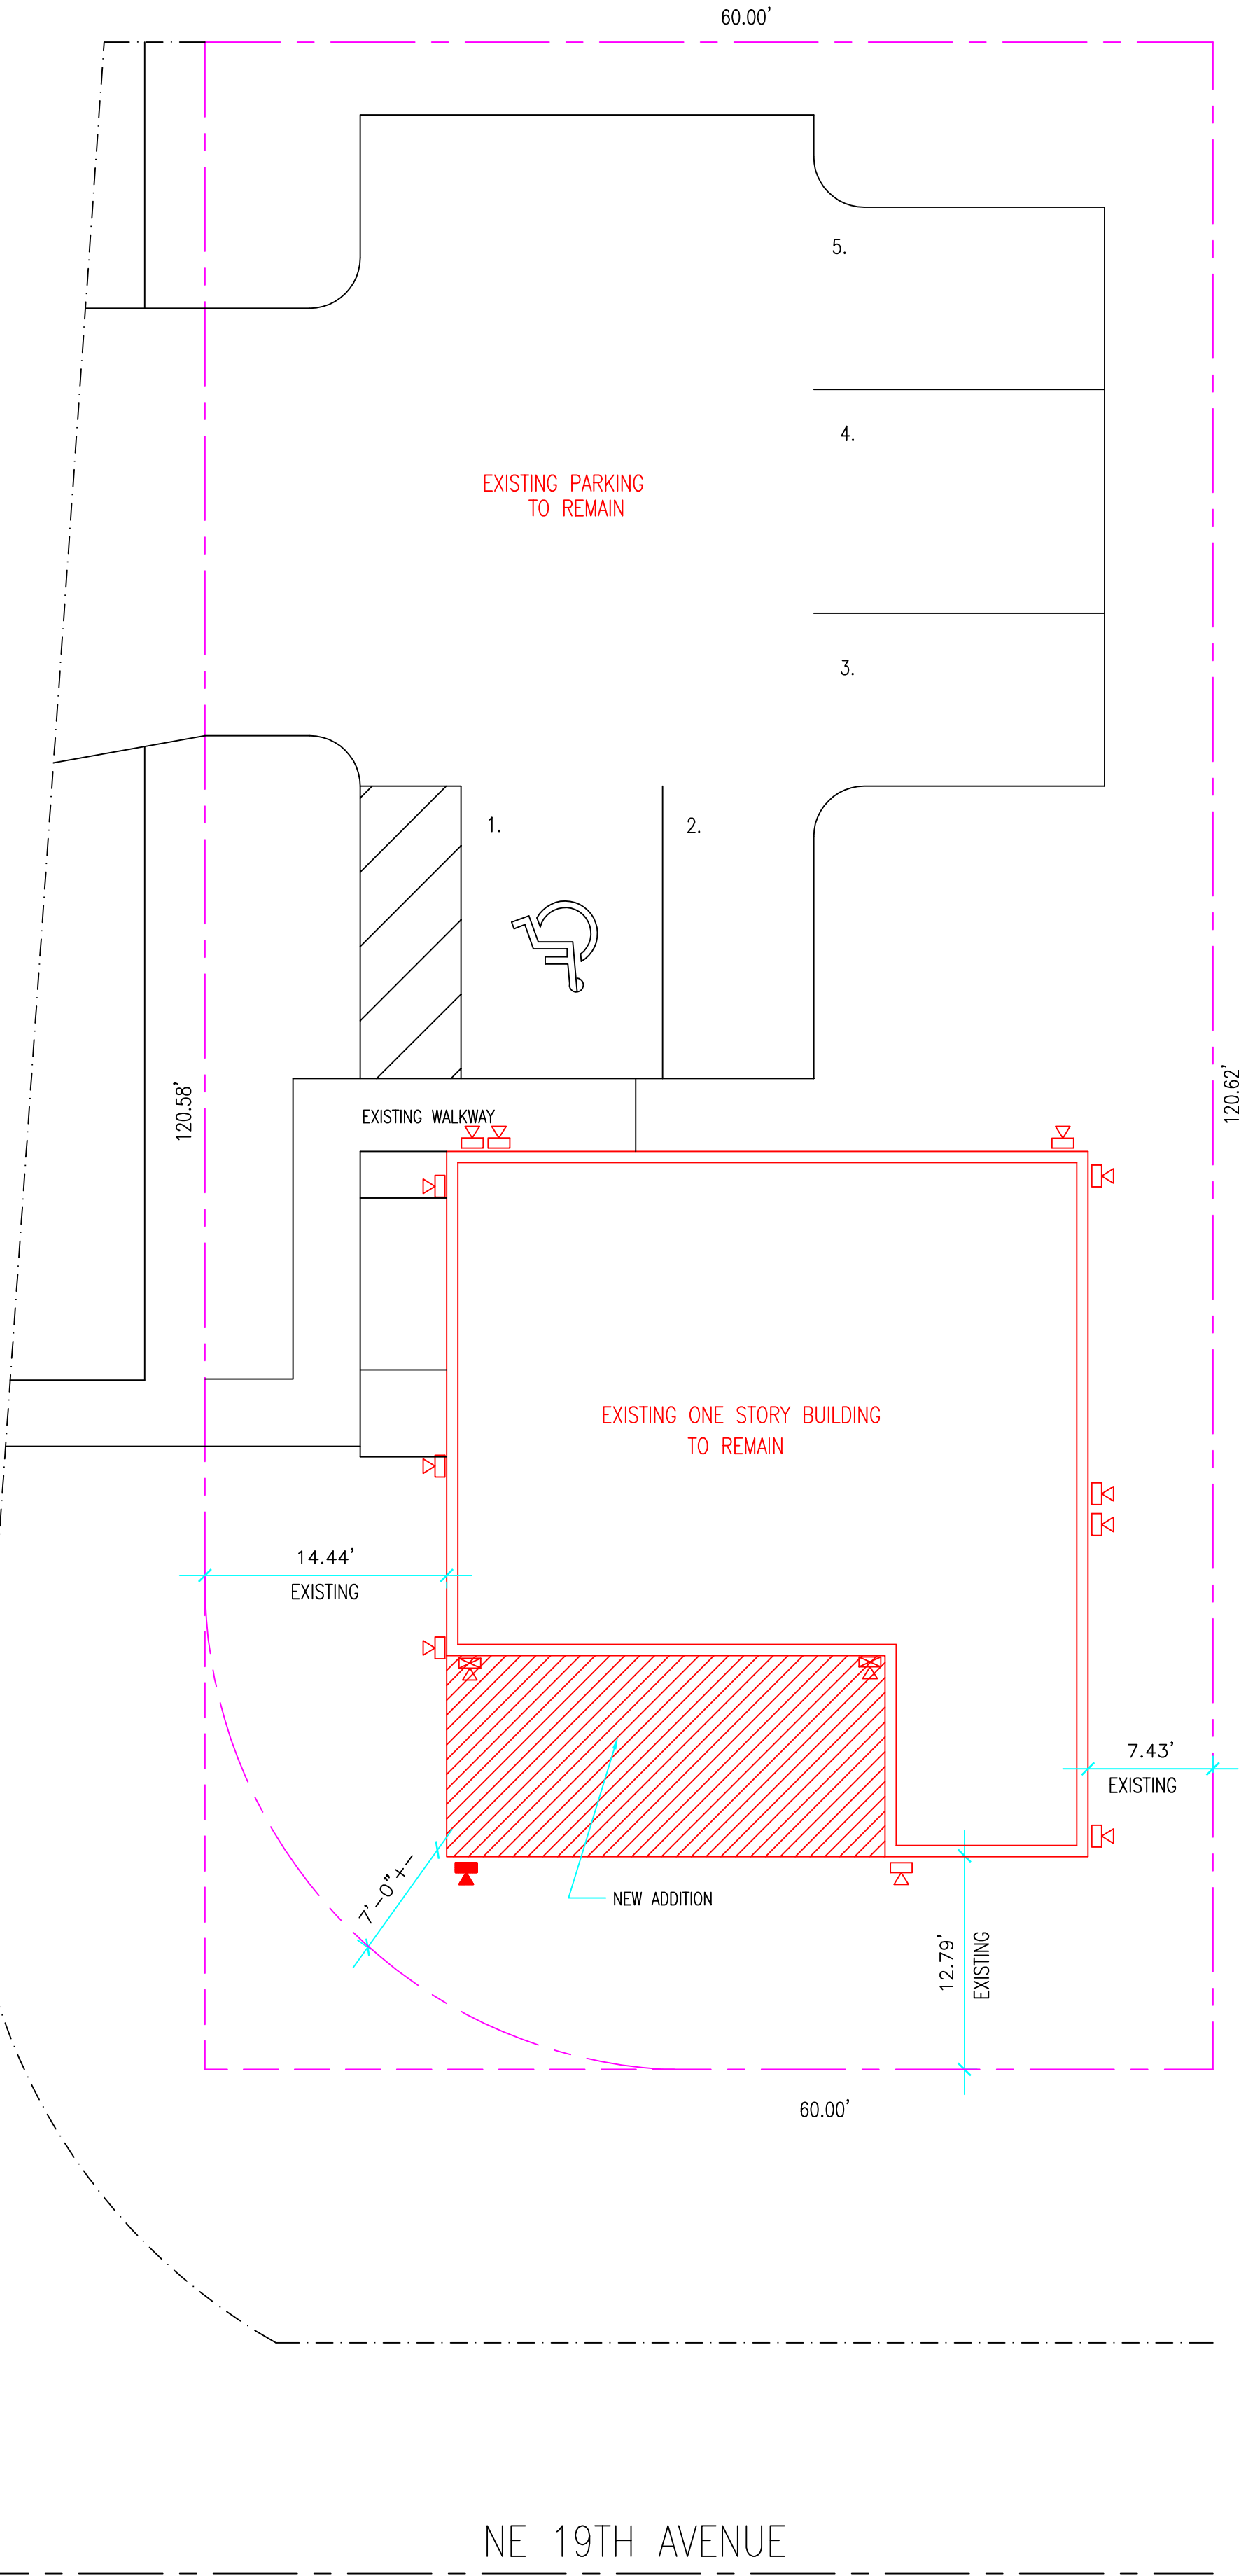 60.00'
5.
4.
EXISTING PARKING
TO REMAIN
3.
1.
2.
120.58'
120.62'
EXISTING WALKWAY
EXISTING ONE STORY BUILDING
TO REMAIN
14.44'
EXISTING
7.43'
EXISTING
7'-0"+-
NEW ADDITION
12.79'
EXISTING
60.00'
NE 19TH AVENUE